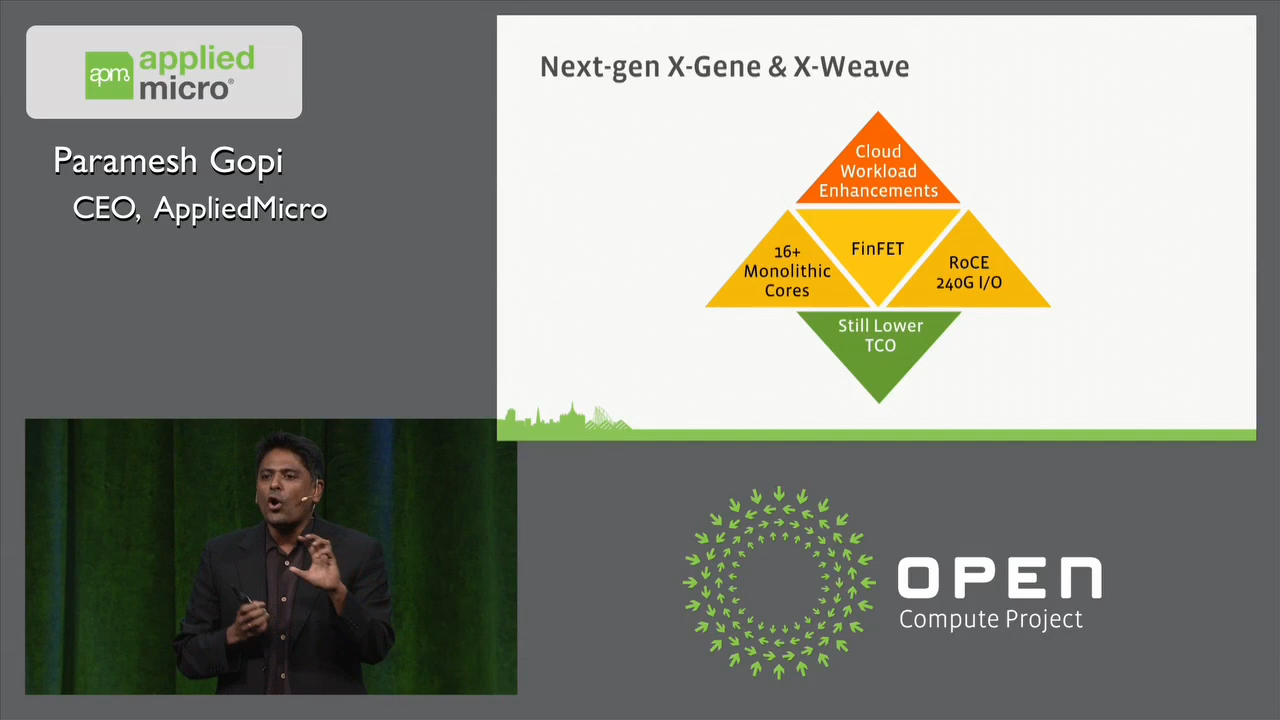 apm
applied
micro®
Paramesh Gopi
CEO, AppliedMicro
Next-gen X-Gene & X-Weave
Cloud
Workload
Enhancements
16+
Monolithic
Cores
FinFET
RoCE
240G I/O
Still Lower
TCO
OPEN
Compute Project